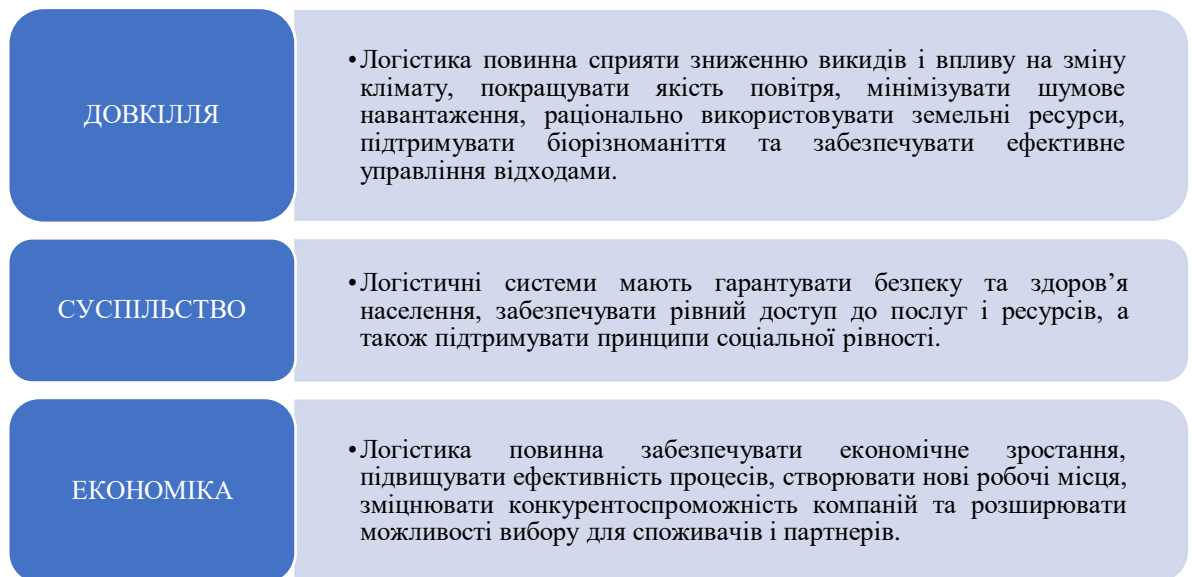 ДОВКІЛЛЯ
•Логістика повинна сприяти зниженню викидів і впливу на зміну
клімату, покращувати якість повітря, мінімізувати шумове
навантаження, раціонально використовувати земельні ресурси,
підтримувати біорізноманіття та забезпечувати ефективне
управління відходами.
СУСПІЛЬСТВО
•Логістичні системи мають гарантувати безпеку та здоров’я
населення, забезпечувати рівний доступ до послуг і ресурсів, а
також підтримувати принципи соціальної рівності.
ЕКОНОМІКА
•Логістика повинна забезпечувати економічне зростання,
підвищувати ефективність процесів, створювати нові робочі місця,
зміцнювати конкурентоспроможність компаній та розширювати
можливості вибору для споживачів і партнерів.